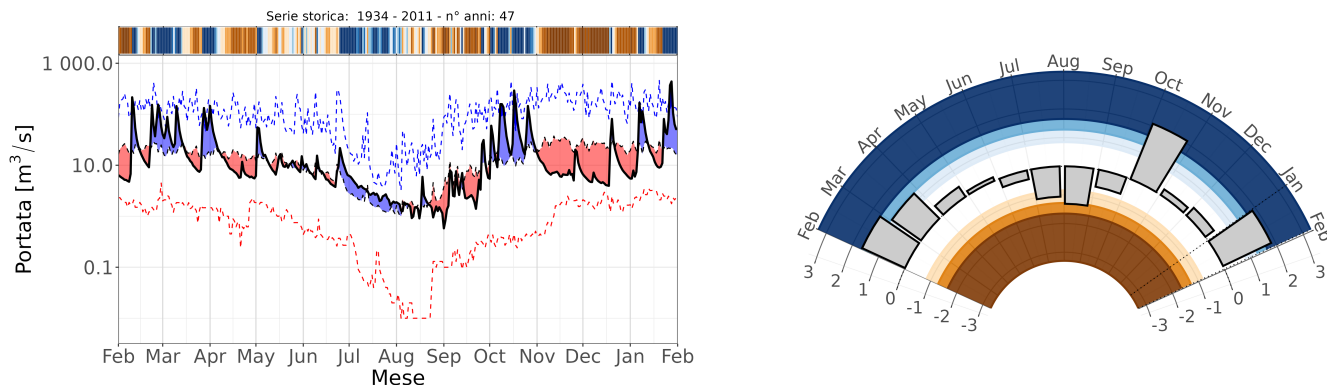 Serie storica:  1934 - 2011 - n° anni: 47
1 000.0
10.0
0.1
Portata [m³/s]
Feb Mar Apr May Jun Jul Aug Sep Oct Nov Dec Jan Feb
Mese
Feb Mar Apr May Jun Jul Aug Sep Oct Nov Dec Jan Feb
3 2 1 0 -1 -2 -3
-3 -2 -1 0 1 2 3